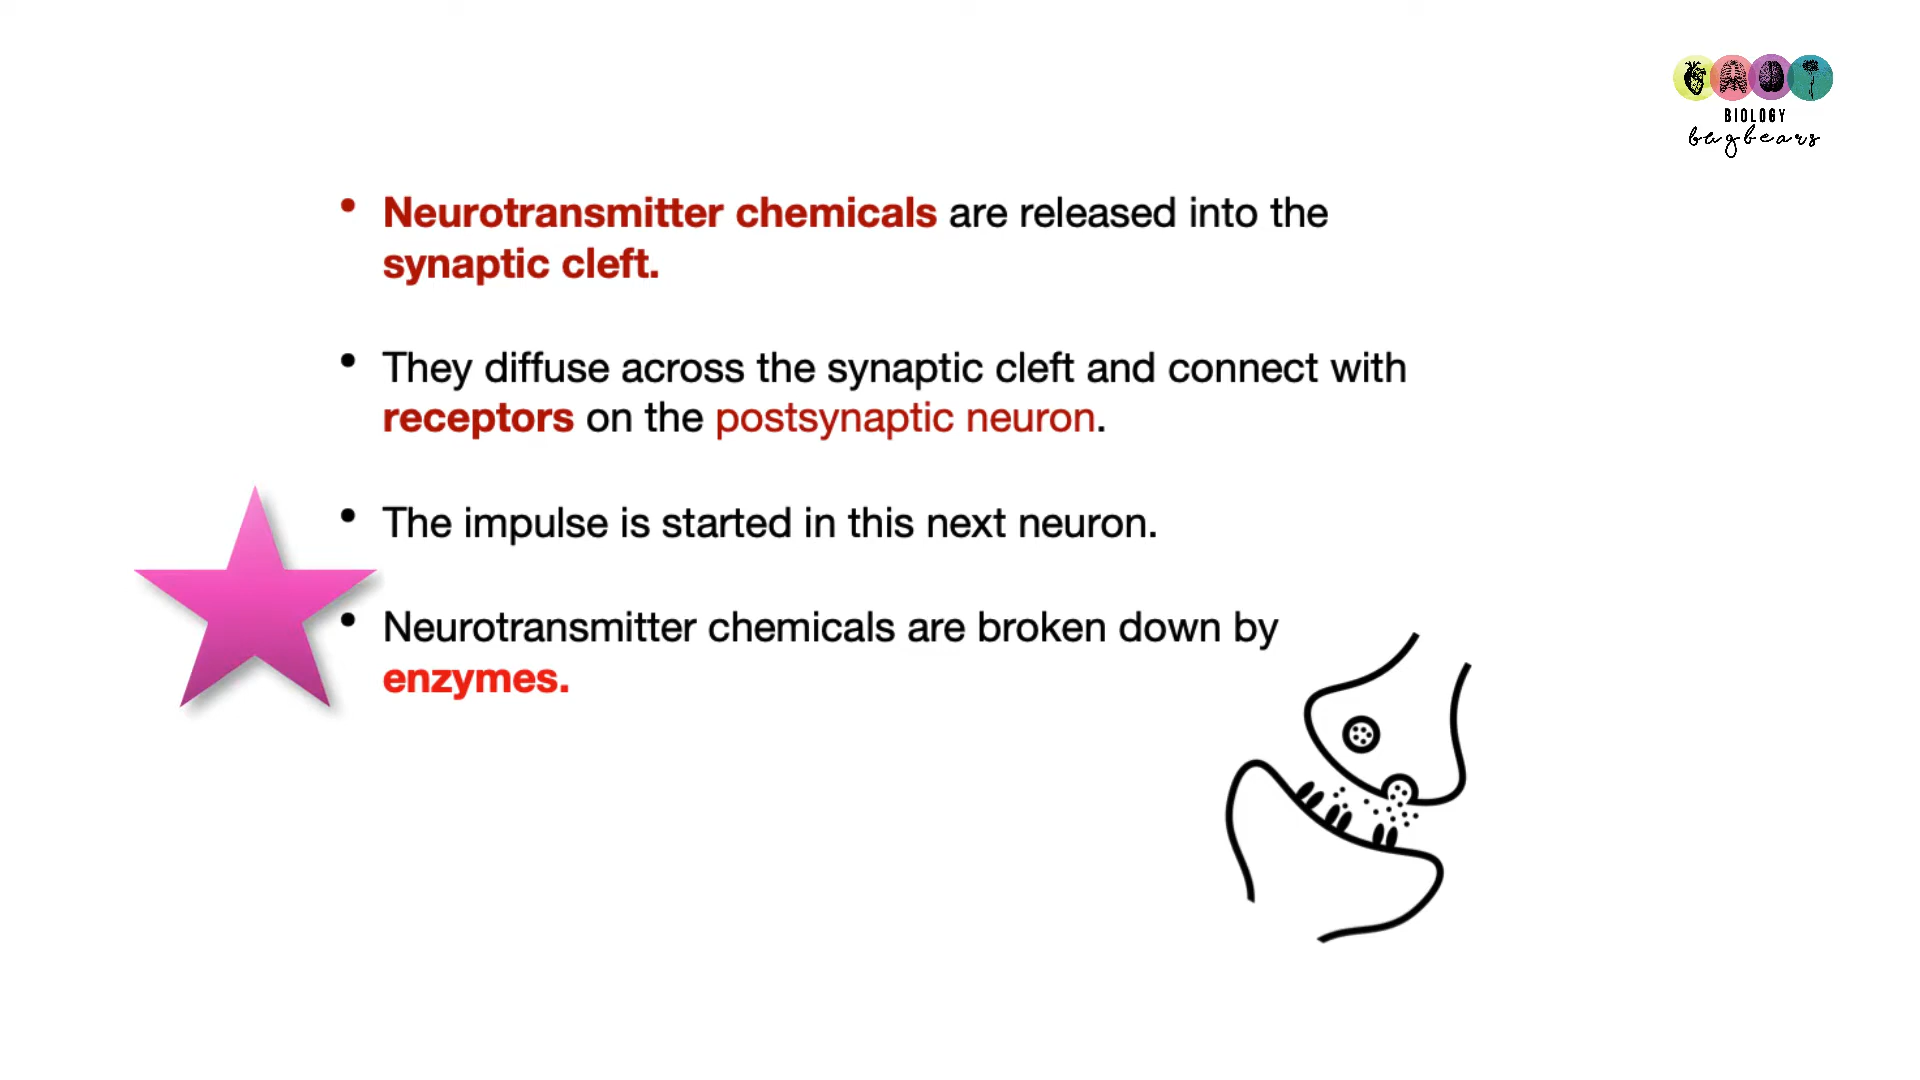 BIOLOGY
bugbears
• Neurotransmitter chemicals are released into the
synaptic cleft.
• They diffuse across the synaptic cleft and connect with
receptors on the postsynaptic neuron.
• The impulse is started in this next neuron.
• Neurotransmitter chemicals are broken down by
enzymes.